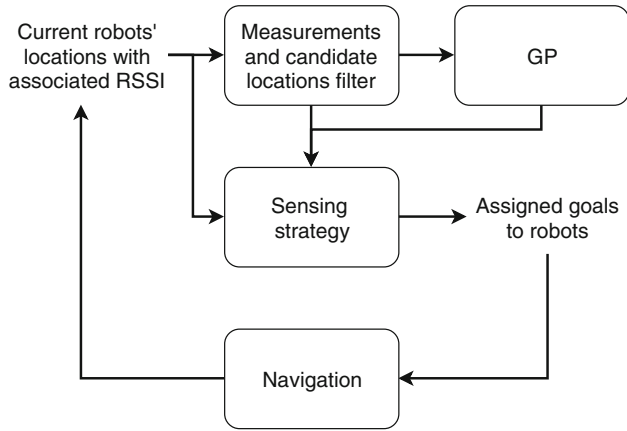 Current robots'
locations with
associated RSSI
Measurements
and candidate
locations filter
GP
Sensing
strategy
Assigned goals
to robots
Navigation